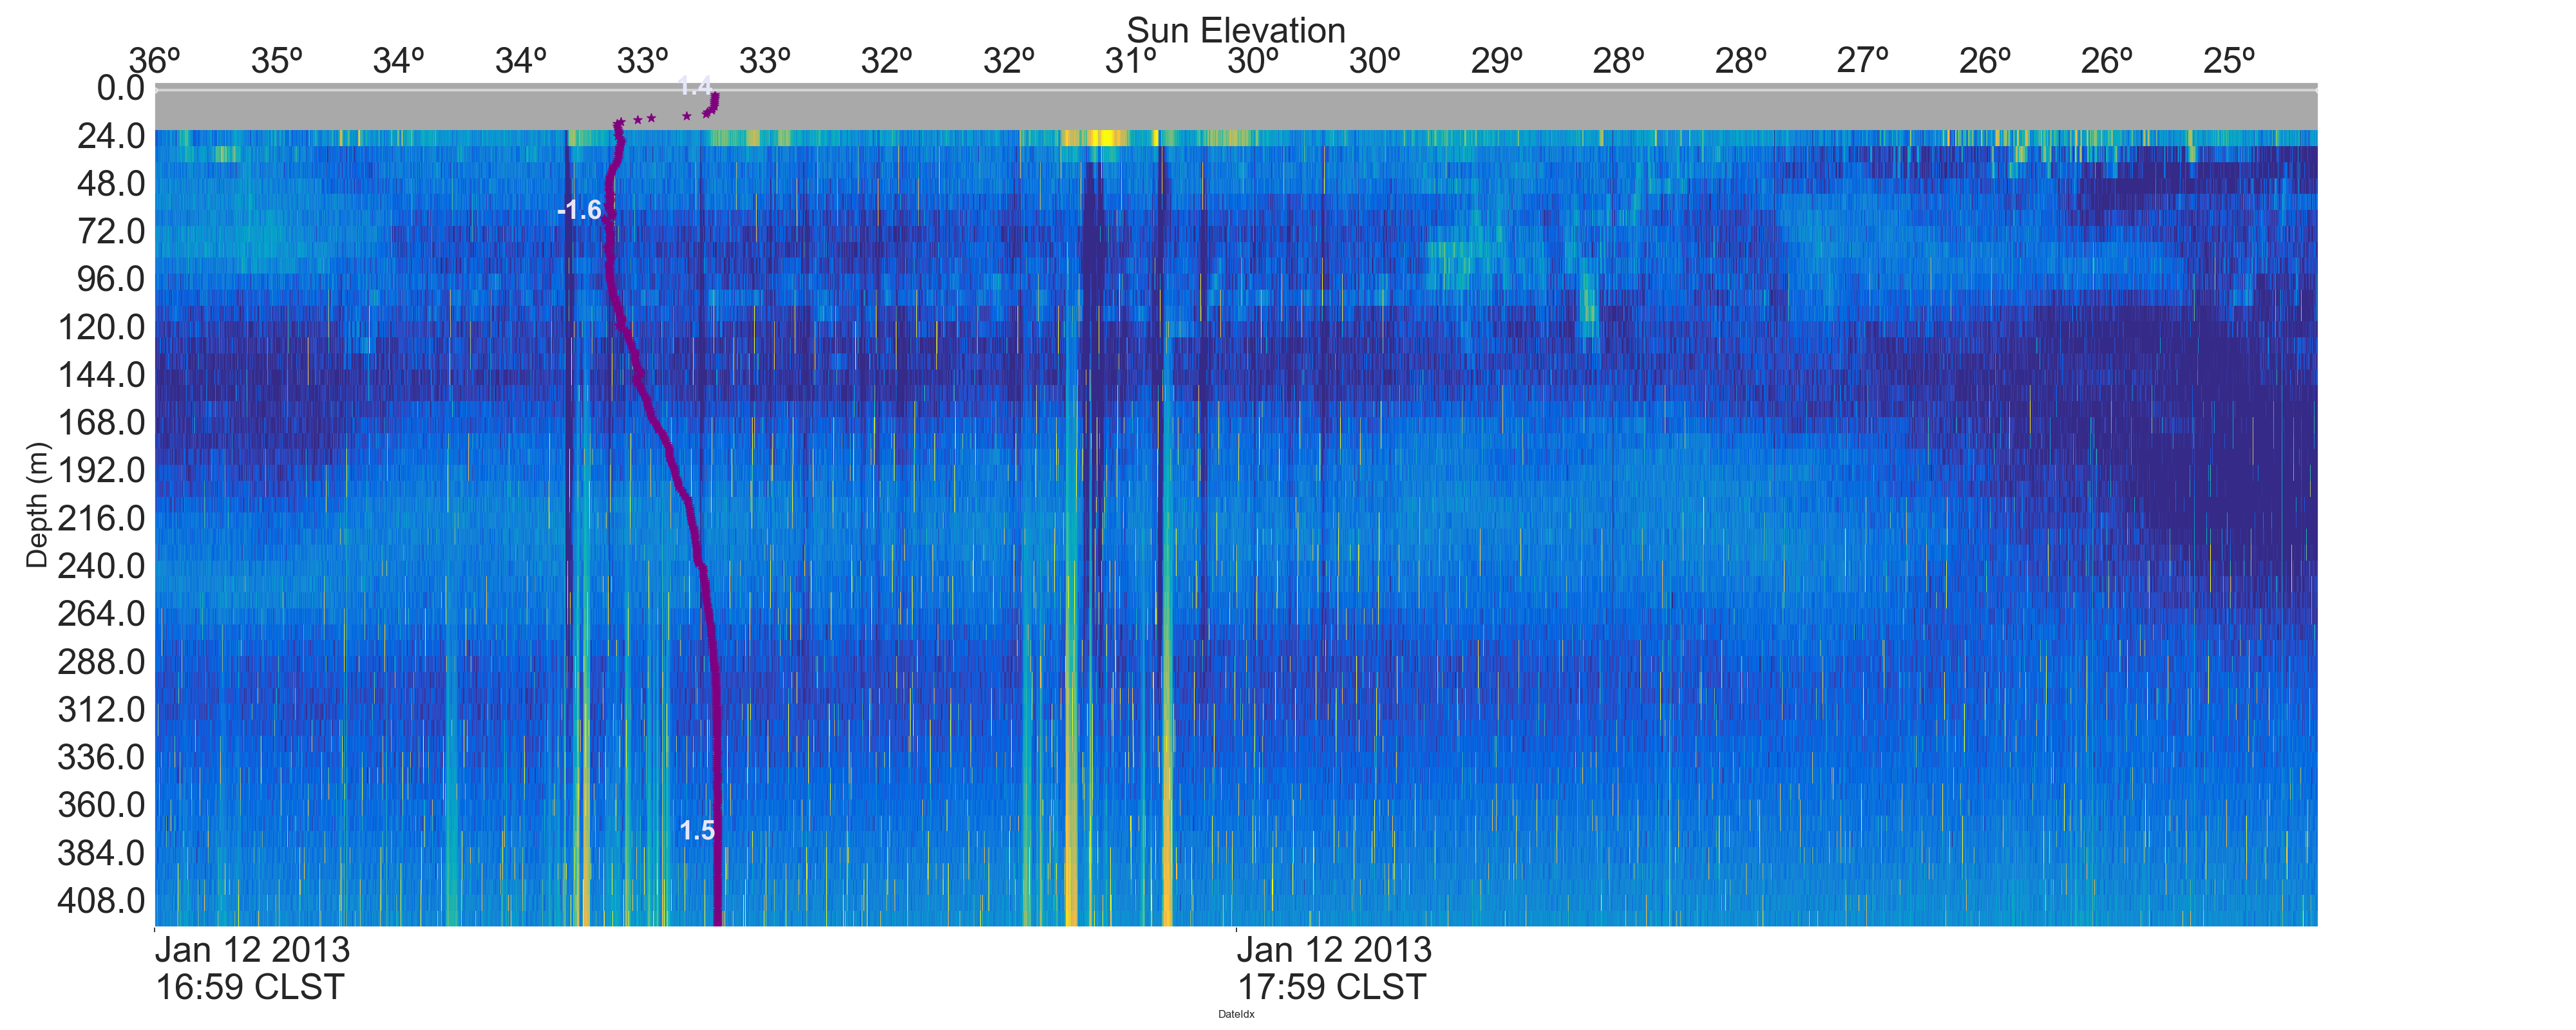 Sun Elevation
36º 35º 34º 34º 33º 33º 32º 32º 31º 30º 30º 29º 28º 28º 27º 26º 26º 25º
0.0
1.4
24.0
48.0
-1.6
72.0
96.0
120.0
144.0
168.0
192.0
216.0
240.0
264.0
288.0
312.0
336.0
360.0
1.5
384.0
408.0
Depth (m)
Jan 12 2013
16:59 CLST
Jan 12 2013
17:59 CLST
DateIdx